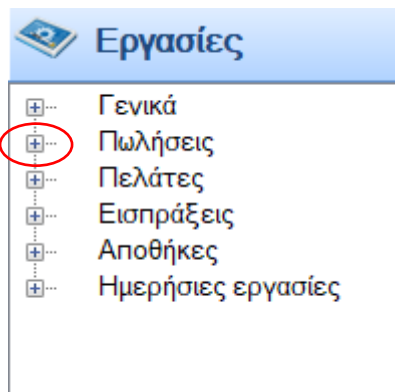 Εργασίες
Γενικά
Πωλήσεις
Πελάτες
Εισπράξεις
Αποθήκες
Ημερήσιες εργασίες